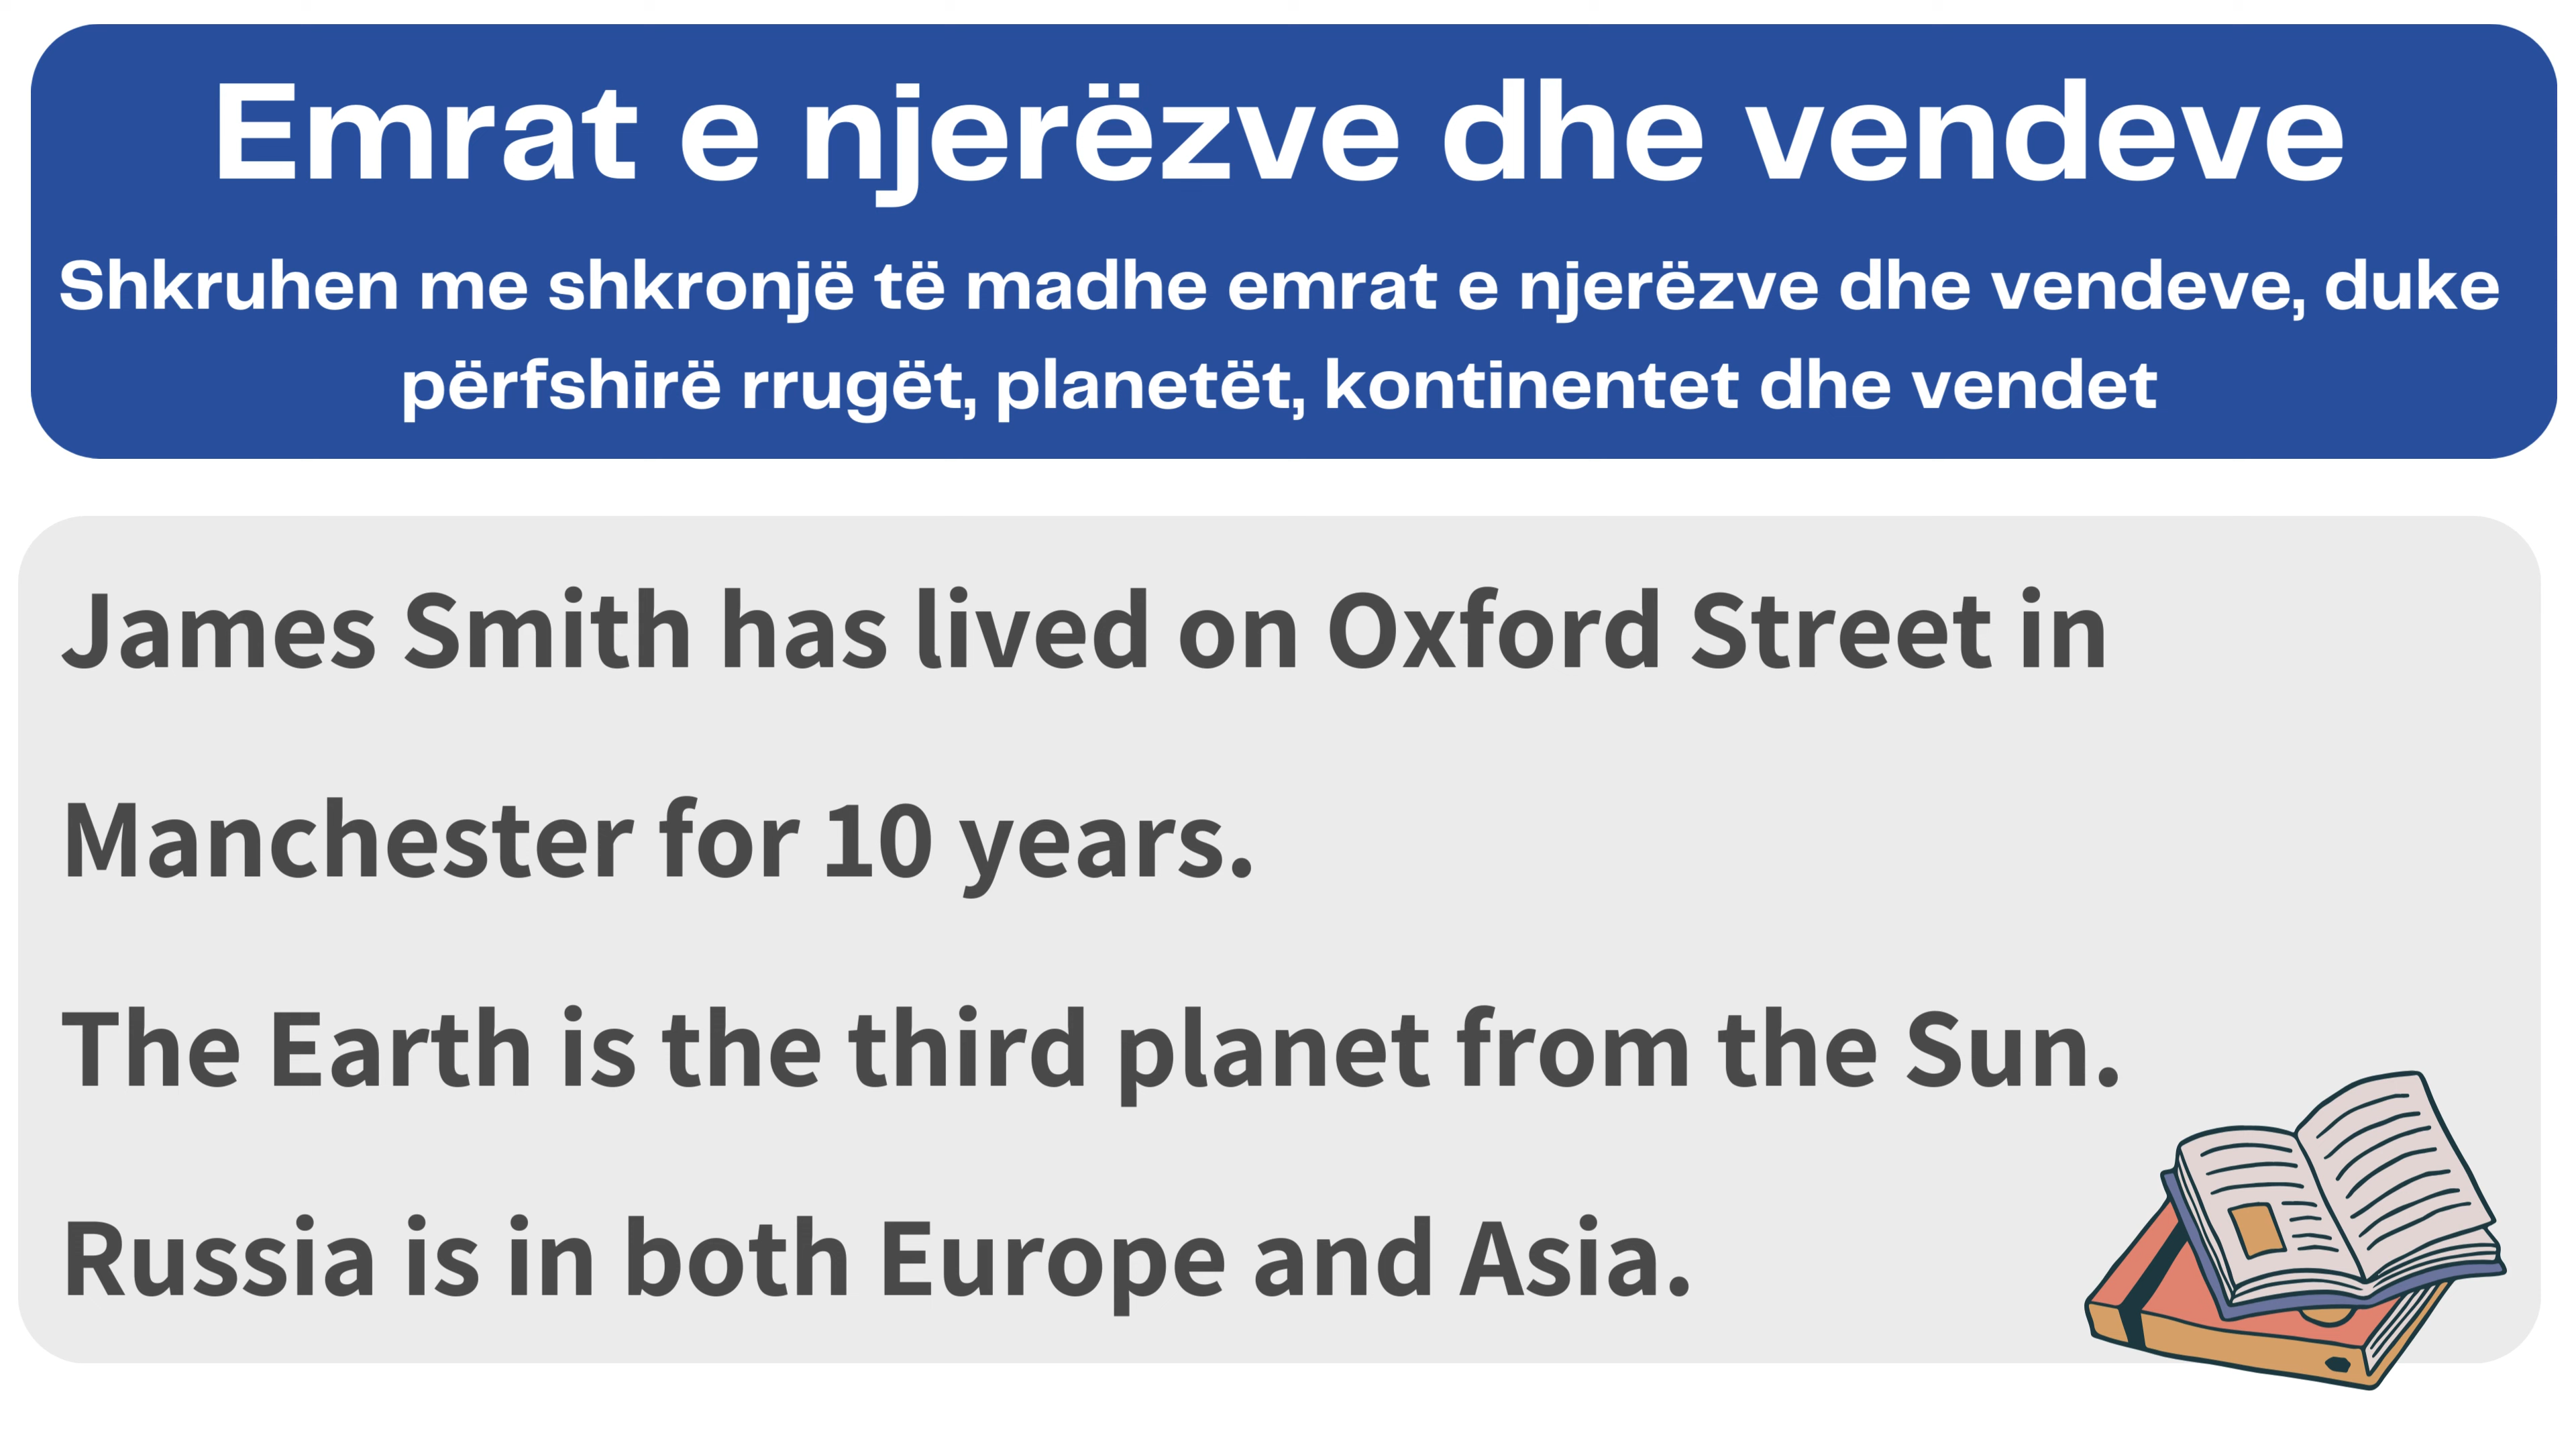 Emrat e njerëzve dhe vendeve
Shkruhen me shkronjë të madhe emrat e njerëzve dhe vendeve, duke
përfshirë rrugët, planetët, kontinentet dhe vendet
James Smith has lived on Oxford Street in
Manchester for 10 years.
The Earth is the third planet from the Sun.
Russia is in both Europe and Asia.